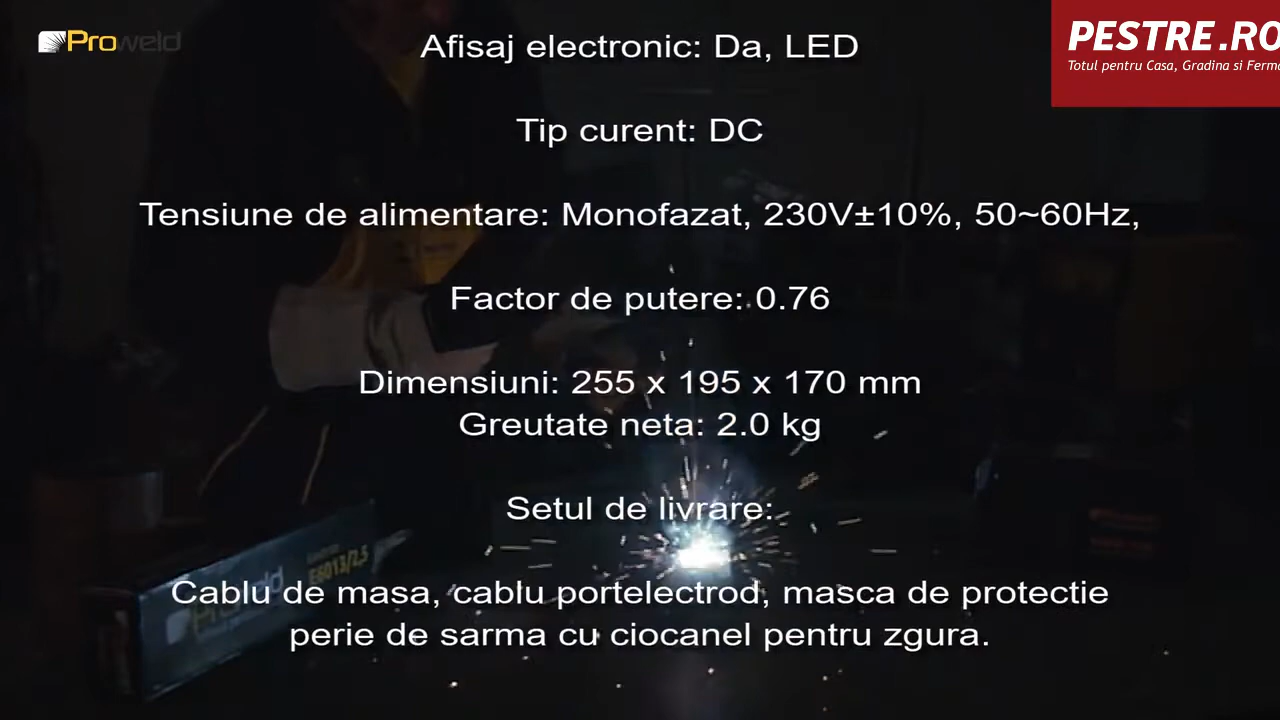 Proweld
PESTRE.RO
Totul pentru Casa, Gradina si Ferma
Afisaj electronic: Da, LED
Tip curent: DC
Tensiune de alimentare: Monofazat, 230V±10%, 50~60Hz,
Factor de putere: 0.76
Dimensiuni: 255 x 195 x 170 mm
Greutate neta: 2.0 kg
Setul de livrare:
E6013/2,5
Cablu de masa, cablu portelectrod, masca de protectie
perie de sarma cu ciocanel pentru zgura.